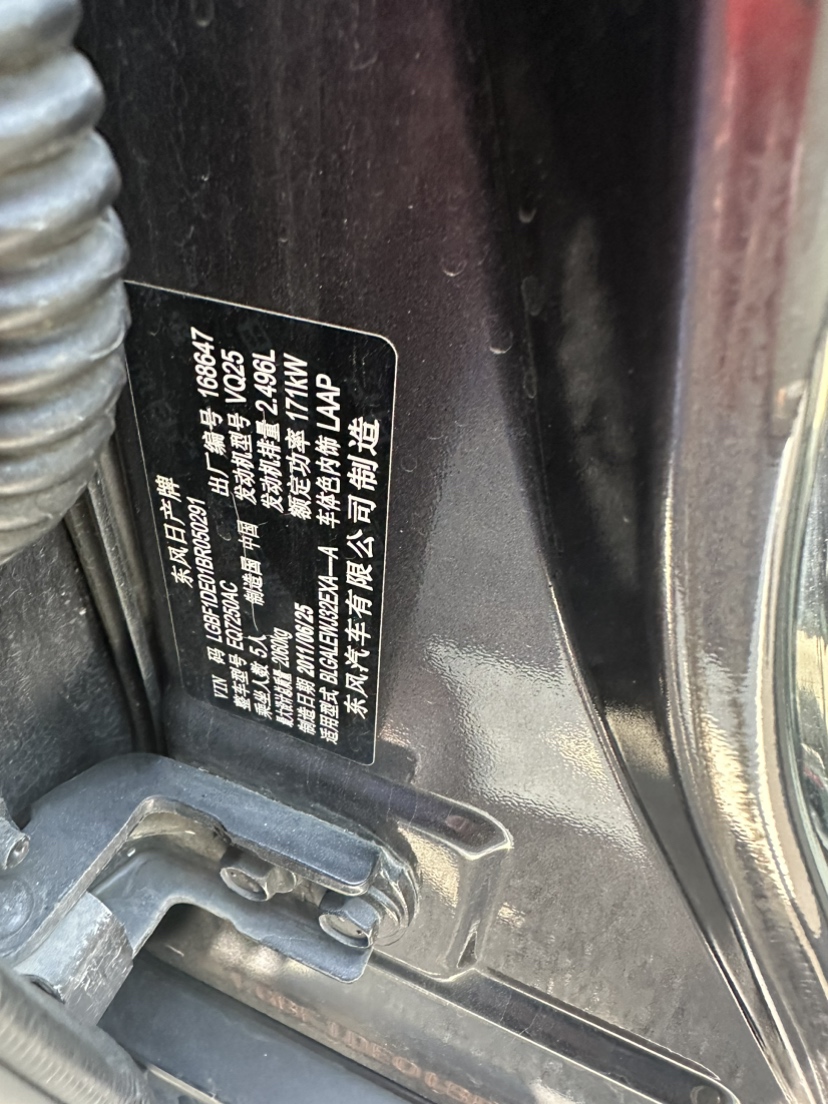 东风日产牌
VIN 码 LGBF1DE01BR050291 出厂编号 168647
整车型号 EQ7250AC 发动机型号 VQ25
乘坐人数 5人 制造国 中国 发动机排量 2.496L
最大设计总质量 2060kg 额定功率 171kW
制造日期 2011/06/25
适用型式 BLGALEWJ32EXA—A 车体色内饰 LAAP
东风汽车有限公司制造